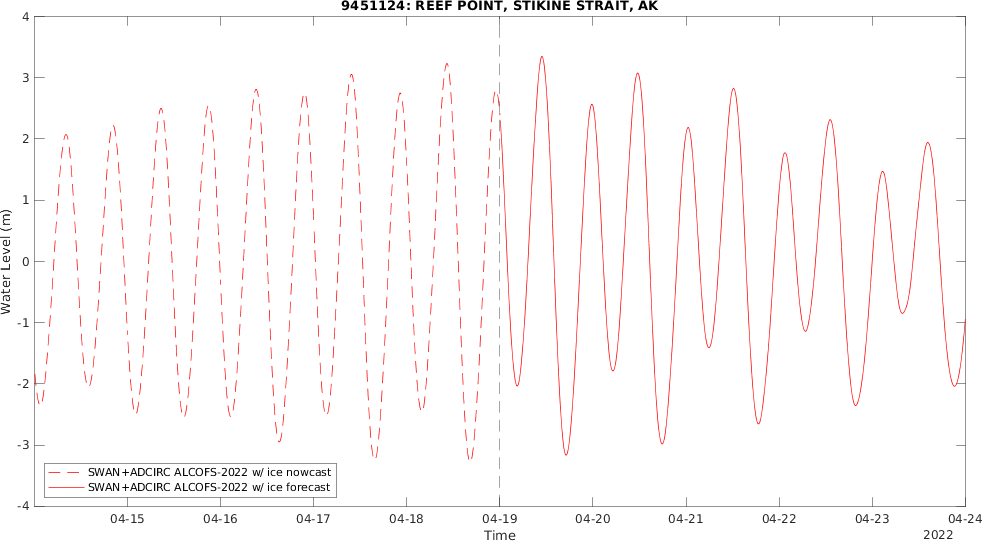 9451124: REEF POINT, STIKINE STRAIT, AK
4
3
2
1
0
-1
-2
-3
-4
Water Level (m)
SWAN+ADCIRC ALCOFS-2022 w/ ice nowcast
SWAN+ADCIRC ALCOFS-2022 w/ ice forecast
04-15 04-16 04-17 04-18 04-19 04-20 04-21 04-22 04-23 04-24
Time
2022